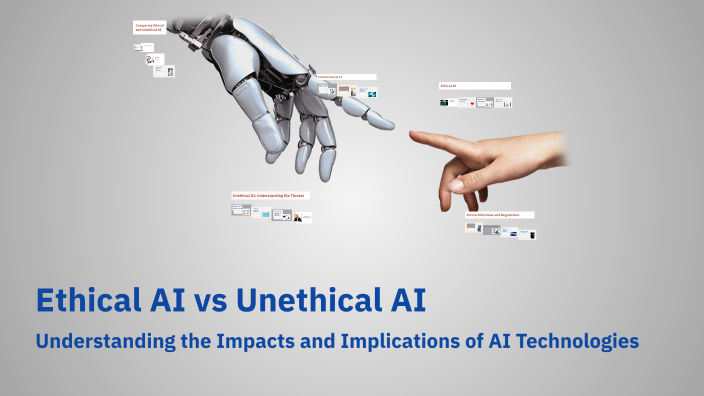 Comparing Ethical
and Unethical AI
Introduction to AI
Ethical AI
Unethical AI: Understanding the Threats
Future Directions and Regulations
Ethical AI vs Unethical AI
Understanding the Impacts and Implications of AI Technologies